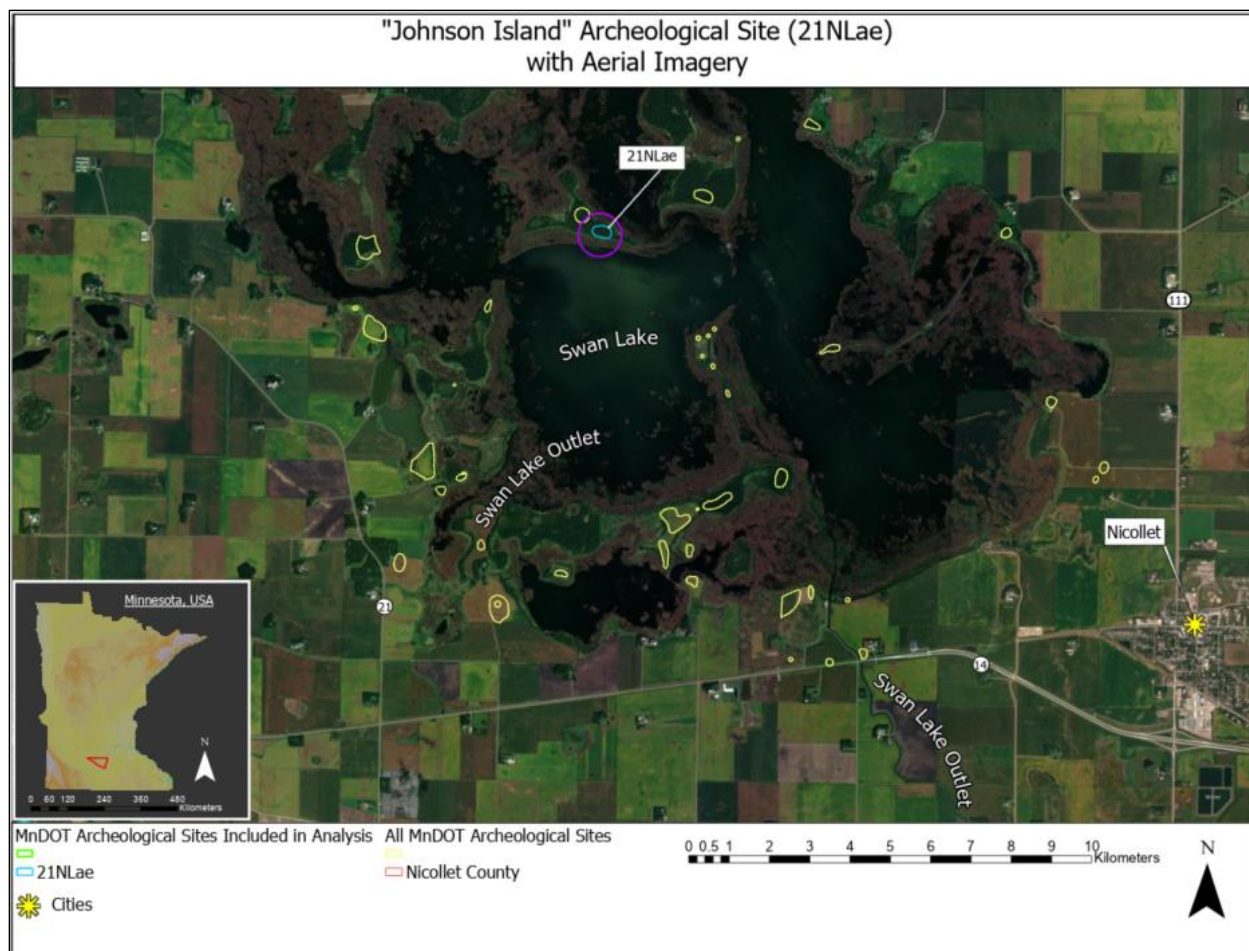 "Johnson Island" Archeological Site (21NLae)
with Aerial Imagery
21NLae
111
Swan Lake
Swan Lake Outlet
Nicollet
21
14
Swan Lake Outlet
Minnesota, USA
N
0 60 120 240 360 480
Kilometers
MnDOT Archeological Sites Included in Analysis
21NLae
Cities
All MnDOT Archeological Sites
Nicollet County
0 0.5 1 2 3 4 5 6 7 8 9 10
Kilometers
N